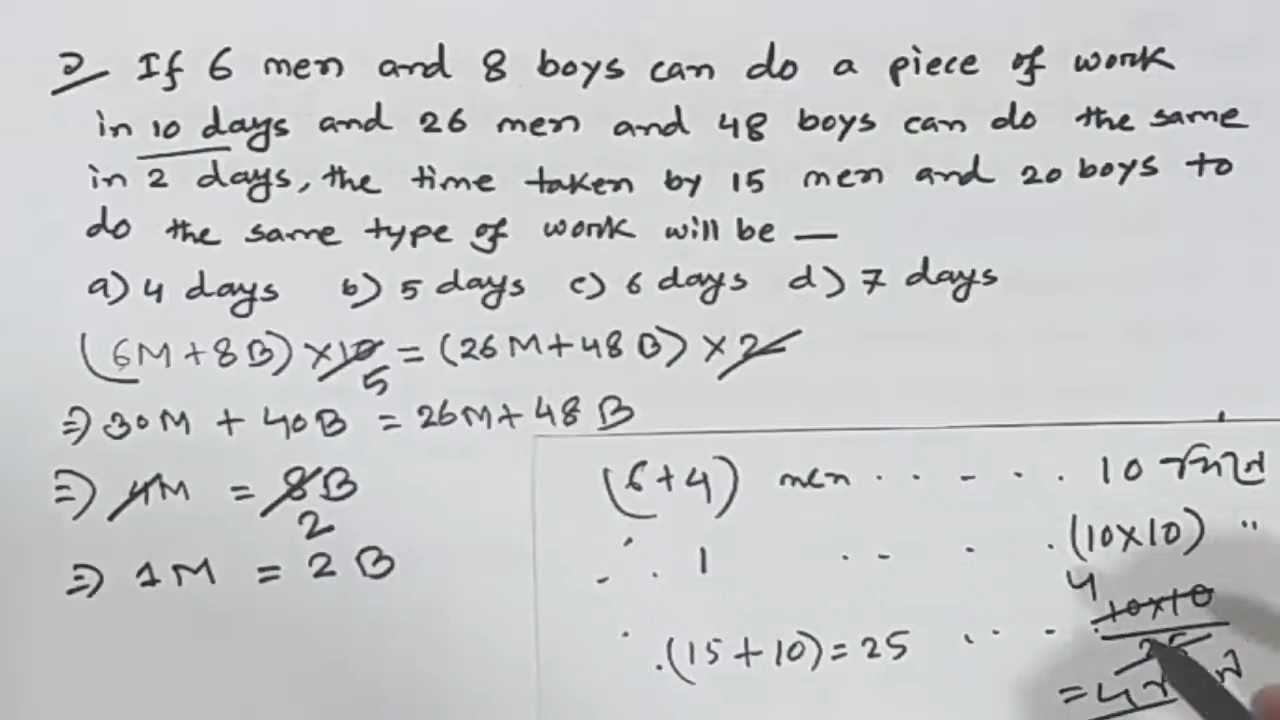 2 If 6 men and 8 boys can do a piece of work
in 10 days and 26 men and 48 boys can do the same
in 2 days, the time taken by 15 men and 20 boys to
do the same type of work will be —
a) 4 days b) 5 days c) 6 days d) 7 days
(6M+8B) ×10 = (26M+48B) ×2
5
⇒ 30M + 40B = 26M+48B
⇒ 4M = 8B
2
⇒ 1M = 2B
(6+4) men . . - . . 10 দিনে
∴ 1 . . . . (10×10) "
4
∴ (15+10)=25 . . - 10×10
25
= 4